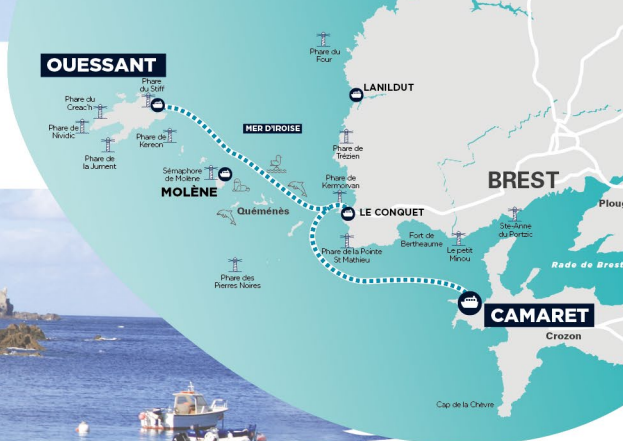 OUESSANT
Phare
du Stiff
Phare du
Creac'h
Phare de
Nividic
Phare de
la Jument
Phare de
Kereon
MER D'IROISE
Phare du
Four
LANILDUT
Phare de
Trézien
Phare de
Kermorvan
Sémaphore
de Molène
MOLÈNE
Quéménès
LE CONQUET
BREST
Fort de
Bertheaume
Le petit
Minou
Ste-Anne
du Portzic
Phare de la Pointe
St Mathieu
Phare des
Pierres Noires
Rade de Brest
CAMARET
Crozon
Cap de la Chèvre